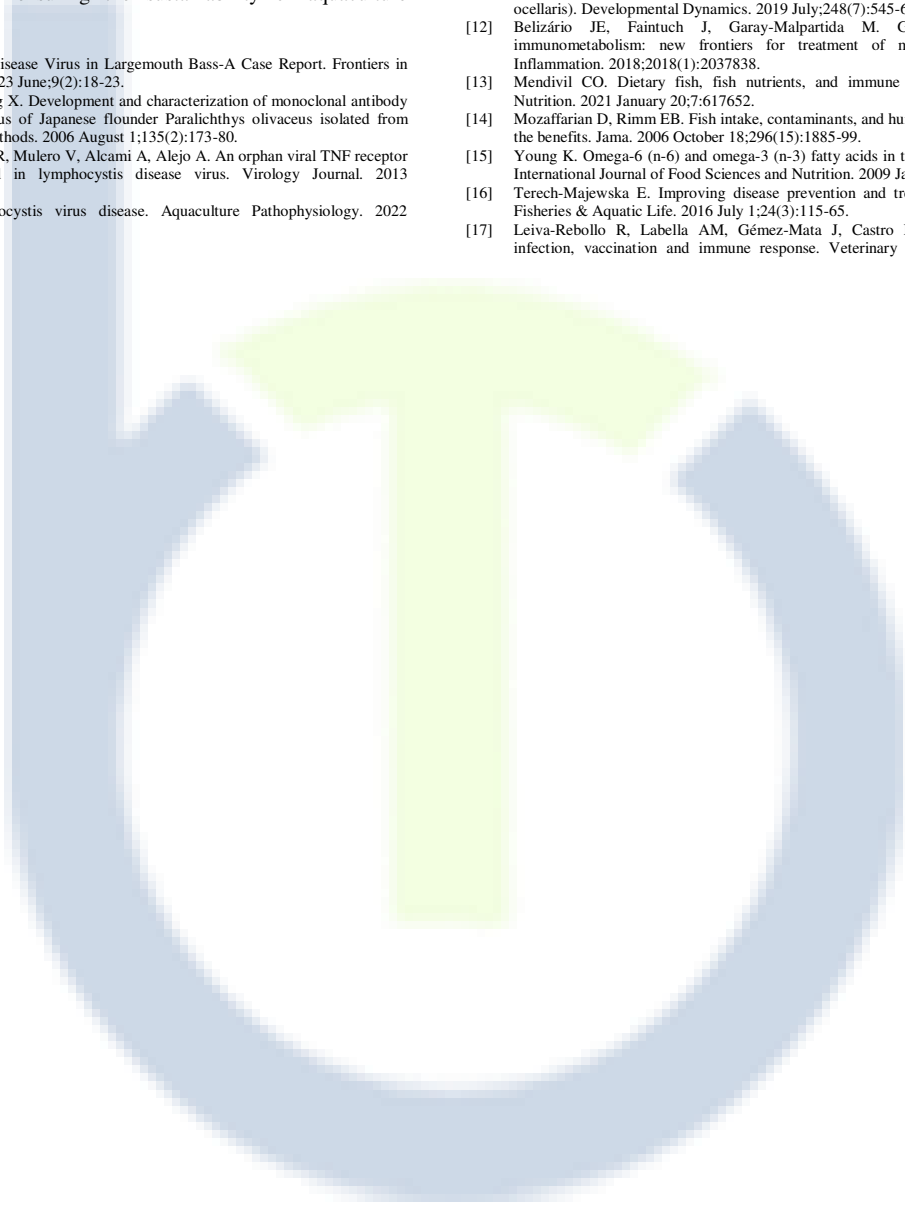 isease Virus in Largemouth Bass-A Case Report. Frontiers in
23 June;9(2):18-23.
g X. Development and characterization of monoclonal antibody
us of Japanese flounder Paralichthys olivaceus isolated from
thods. 2006 August 1;135(2):173-80.
R, Mulero V, Alcami A, Alejo A. An orphan viral TNF receptor
in lymphocystis disease virus. Virology Journal. 2013
ocystis virus disease. Aquaculture Pathophysiology. 2022
ocellaris). Developmental Dynamics. 2019 July;248(7):545-6
[12] Belizário JE, Faintuch J, Garay-Malpartida M. G
immunometabolism: new frontiers for treatment of m
Inflammation. 2018;2018(1):2037838.
[13] Mendivil CO. Dietary fish, fish nutrients, and immune
Nutrition. 2021 January 20;7:617652.
[14] Mozaffarian D, Rimm EB. Fish intake, contaminants, and hu
the benefits. Jama. 2006 October 18;296(15):1885-99.
[15] Young K. Omega-6 (n-6) and omega-3 (n-3) fatty acids in t
International Journal of Food Sciences and Nutrition. 2009 Ja
[16] Terech-Majewska E. Improving disease prevention and tre
Fisheries & Aquatic Life. 2016 July 1;24(3):115-65.
[17] Leiva-Rebollo R, Labella AM, Gémez-Mata J, Castro
infection, vaccination and immune response. Veterinary